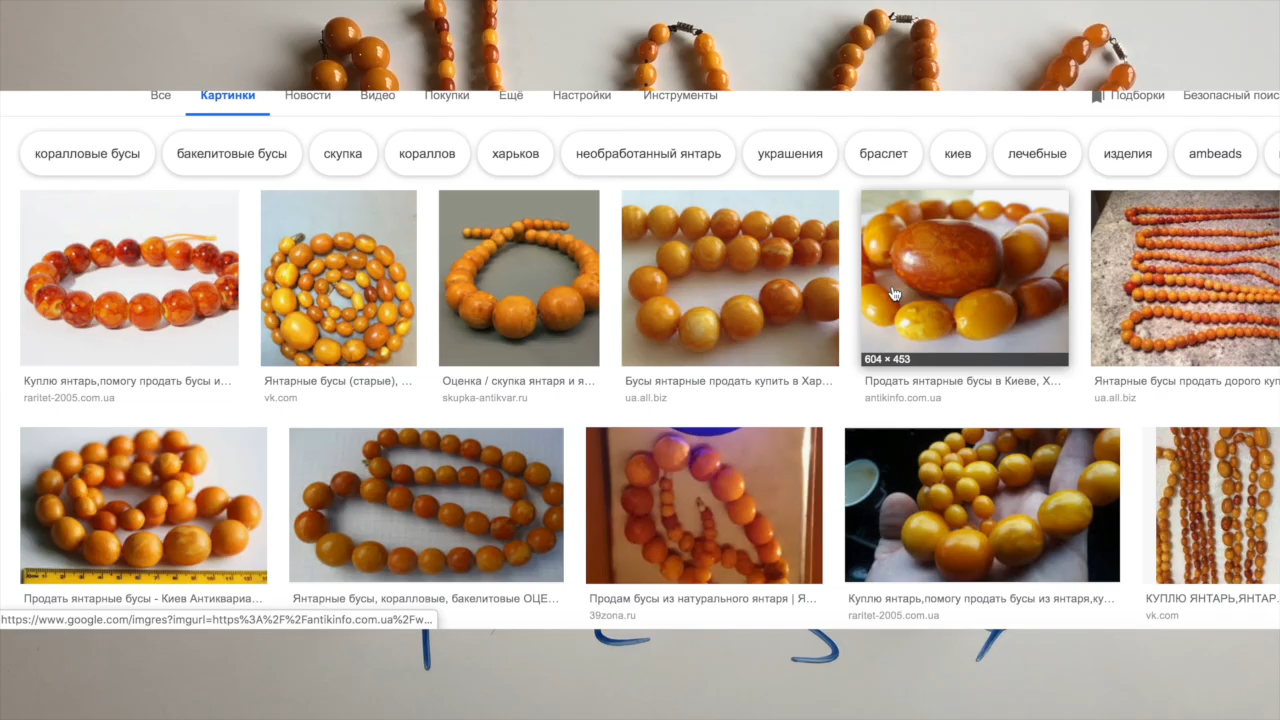 Все Картинки Новости Видео Покупки Ещё Настройки Инструменты Подборки Безопасный поис
коралловые бусы бакелитовые бусы скупка кораллов харьков необработанный янтарь украшения браслет киев лечебные изделия ambeads
604 × 453
Куплю янтарь,помогу продать бусы и... Янтарные бусы (старые), ... Оценка / скупка янтаря и я... Бусы янтарные продать купить в Хар... Продать янтарные бусы в Киеве, Х... Янтарные бусы продать дорого куп
raritet-2005.com.ua vk.com skupka-antikvar.ru ua.all.biz antikinfo.com.ua ua.all.biz
Продать янтарные бусы - Киев Антиквариа... Янтарные бусы, коралловые, бакелитовые ОЦЕ... Продам бусы из натурального янтаря | Я... Куплю янтарь,помогу продать бусы из янтаря,ку... КУПЛЮ ЯНТАРЬ,ЯНТАР
39zona.ru raritet-2005.com.ua vk.com
https://www.google.com/imgres?imgurl=https%3A%2F%2Fantikinfo.com.ua%2Fw...